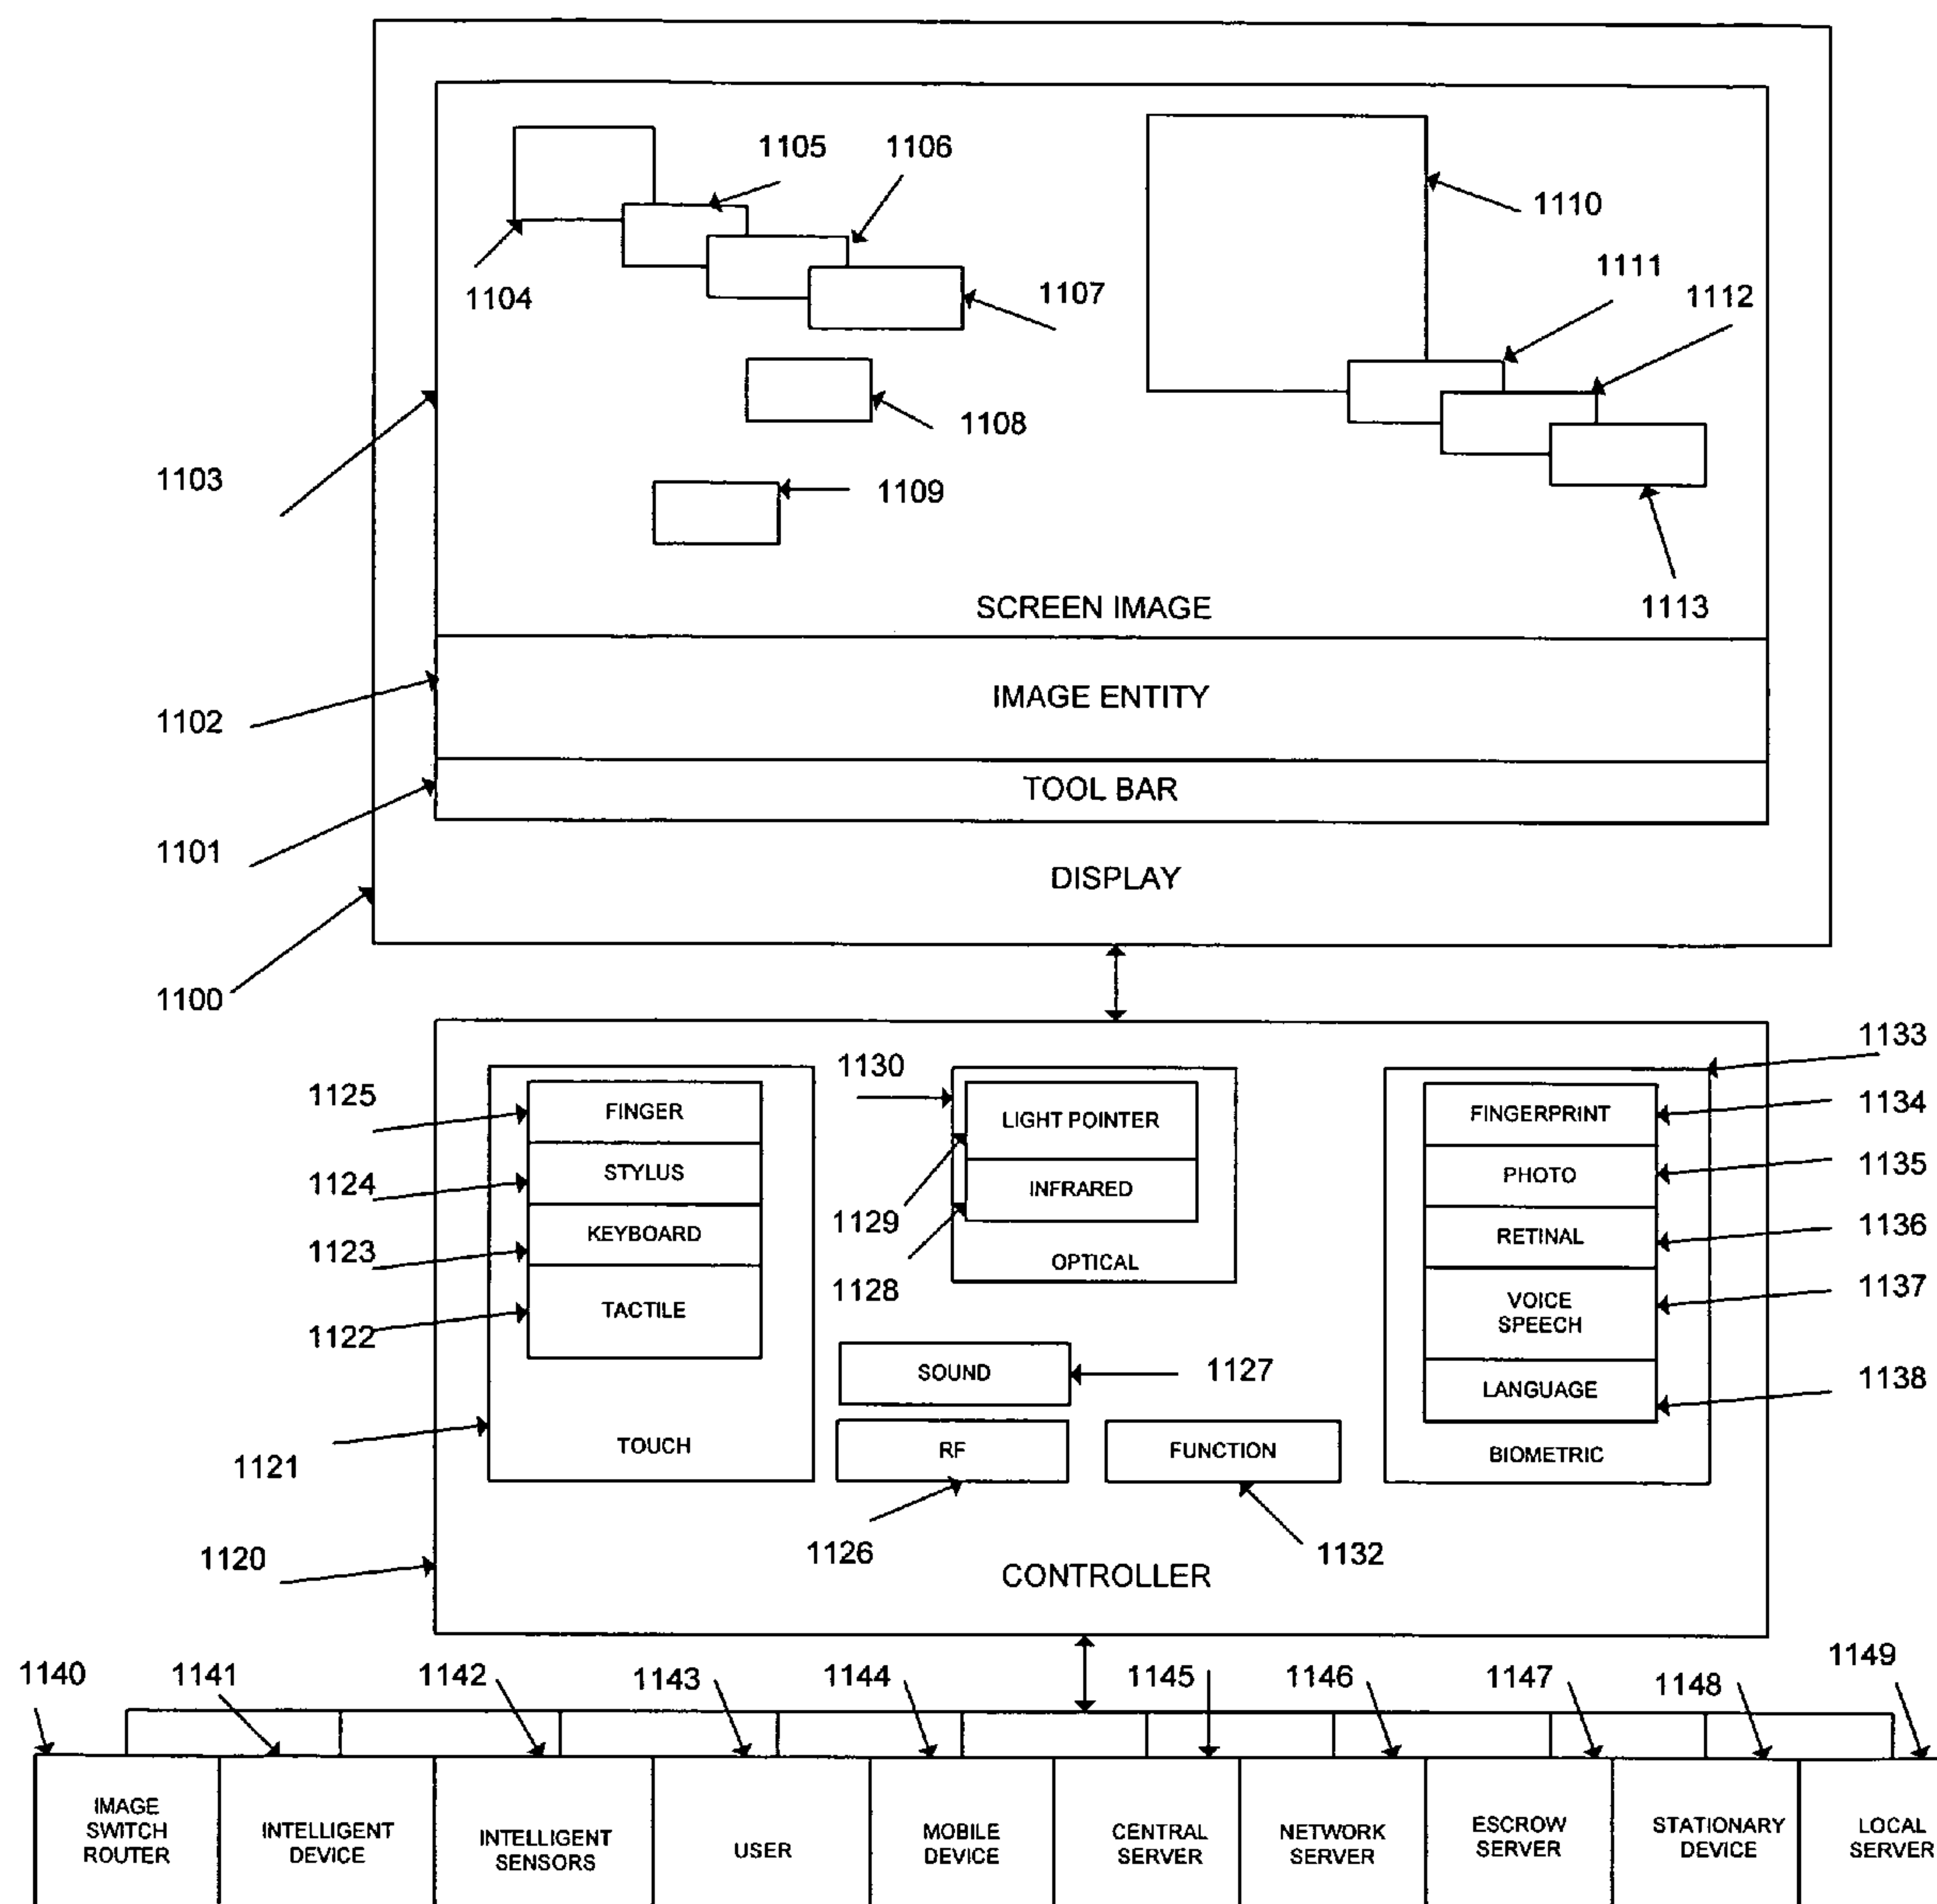 1105
1106
1110
1104
1107
1111
1112
1108
1103
1109
SCREEN IMAGE
1113
IMAGE ENTITY
1102
TOOL BAR
1101
DISPLAY
1100
1133
1130
1125
FINGER
LIGHT POINTER
FINGERPRINT
1134
1124
STYLUS
INFRARED
PHOTO
1135
1129
1123
KEYBOARD
RETINAL
1136
OPTICAL
1128
1122
TACTILE
VOICE
SPEECH
1137
SOUND
1127
LANGUAGE
1138
TOUCH
RF
FUNCTION
BIOMETRIC
1121
1126
1132
1120
CONTROLLER
1140
1141
1142
1143
1144
1145
1146
1147
1148
1149
IMAGE
SWITCH
ROUTER
INTELLIGENT
DEVICE
INTELLIGENT
SENSORS
USER
MOBILE
DEVICE
CENTRAL
SERVER
NETWORK
SERVER
ESCROW
SERVER
STATIONARY
DEVICE
LOCAL
SERVER